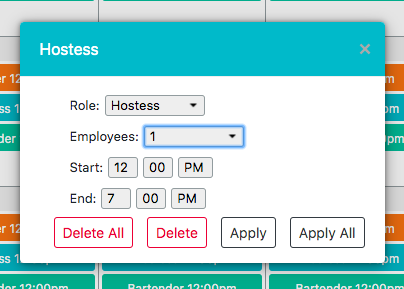 Hostess ×
Role: Hostess
Employees: 1
Start: 12 00 PM
End: 7 00 PM
Delete All Delete Apply Apply All
Bartender 12:00pm